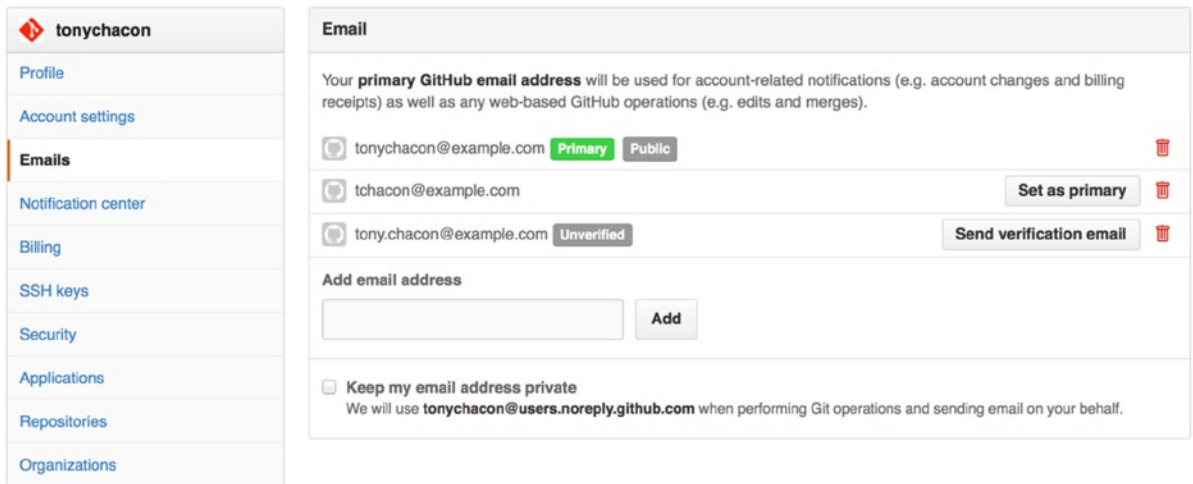 tonychacon
Profile
Account settings
Emails
Notification center
Billing
SSH keys
Security
Applications
Repositories
Organizations
Email
Your primary GitHub email address will be used for account-related notifications (e.g. account changes and billing
receipts) as well as any web-based GitHub operations (e.g. edits and merges).
tonychacon@example.com Primary Public
tchacon@example.com Set as primary
tony.chacon@example.com Unverified Send verification email
Add email address
Add
Keep my email address private
We will use tonychacon@users.noreply.github.com when performing Git operations and sending email on your behalf.